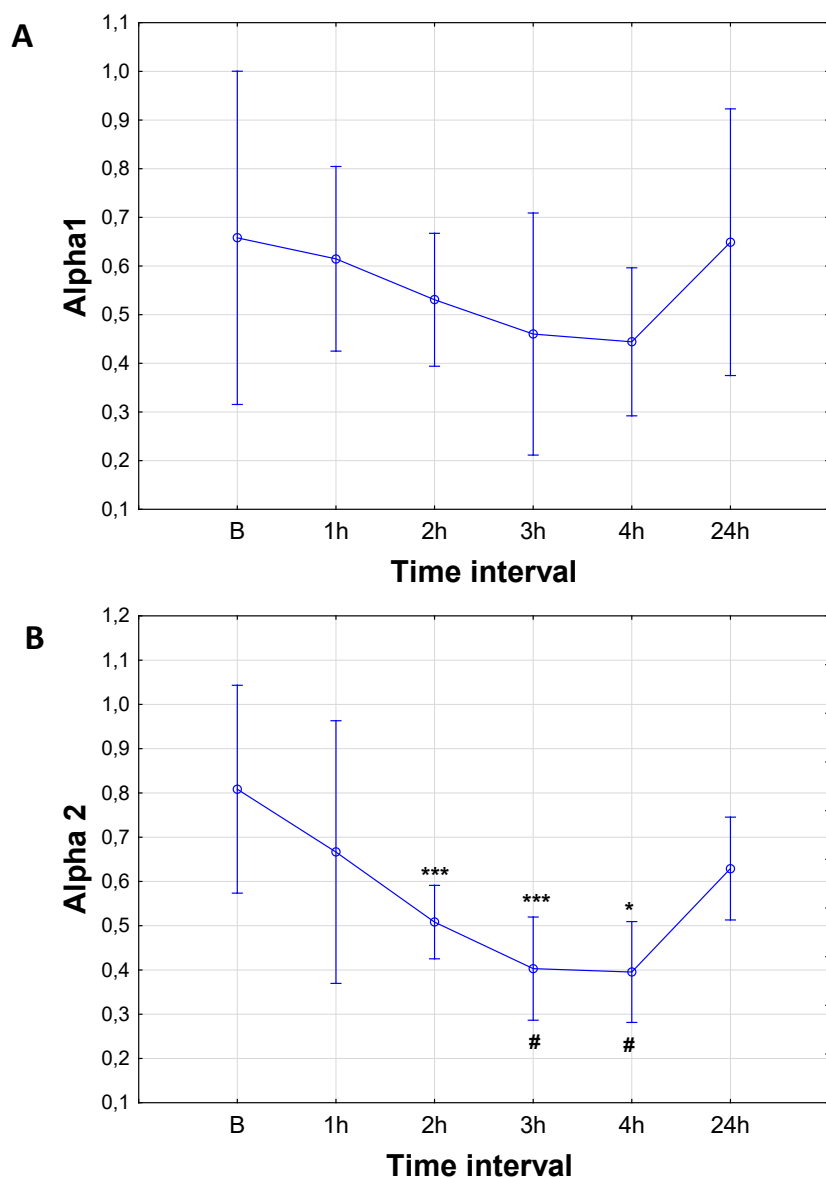 A
1,1
1,0
0,9
0,8
0,7
0,6
0,5
0,4
0,3
0,2
0,1
Alpha1
B 1h 2h 3h 4h 24h
Time interval
B
1,2
1,1
1,0
0,9
0,8
0,7
0,6
0,5
0,4
0,3
0,2
0,1
Alpha 2
*** *** *
# #
B 1h 2h 3h 4h 24h
Time interval